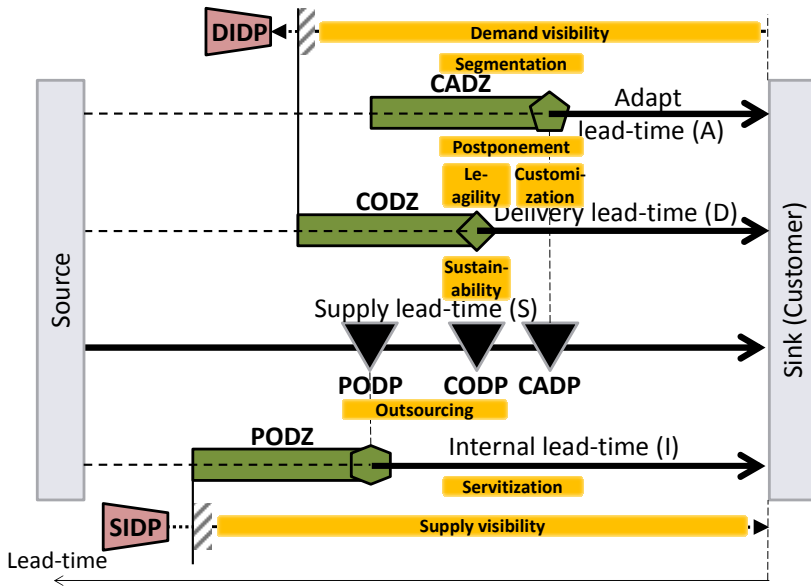 DIDP
Demand visibility
Segmentation
CADZ
Adapt
lead-time (A)
Postponement
Le-
agility
Customi-
zation
CODZ
Delivery lead-time (D)
Sustain-
ability
Source
Sink (Customer)
Supply lead-time (S)
PODP
CODP
CADP
Outsourcing
PODZ
Internal lead-time (I)
Servitization
SIDP
Supply visibility
Lead-time